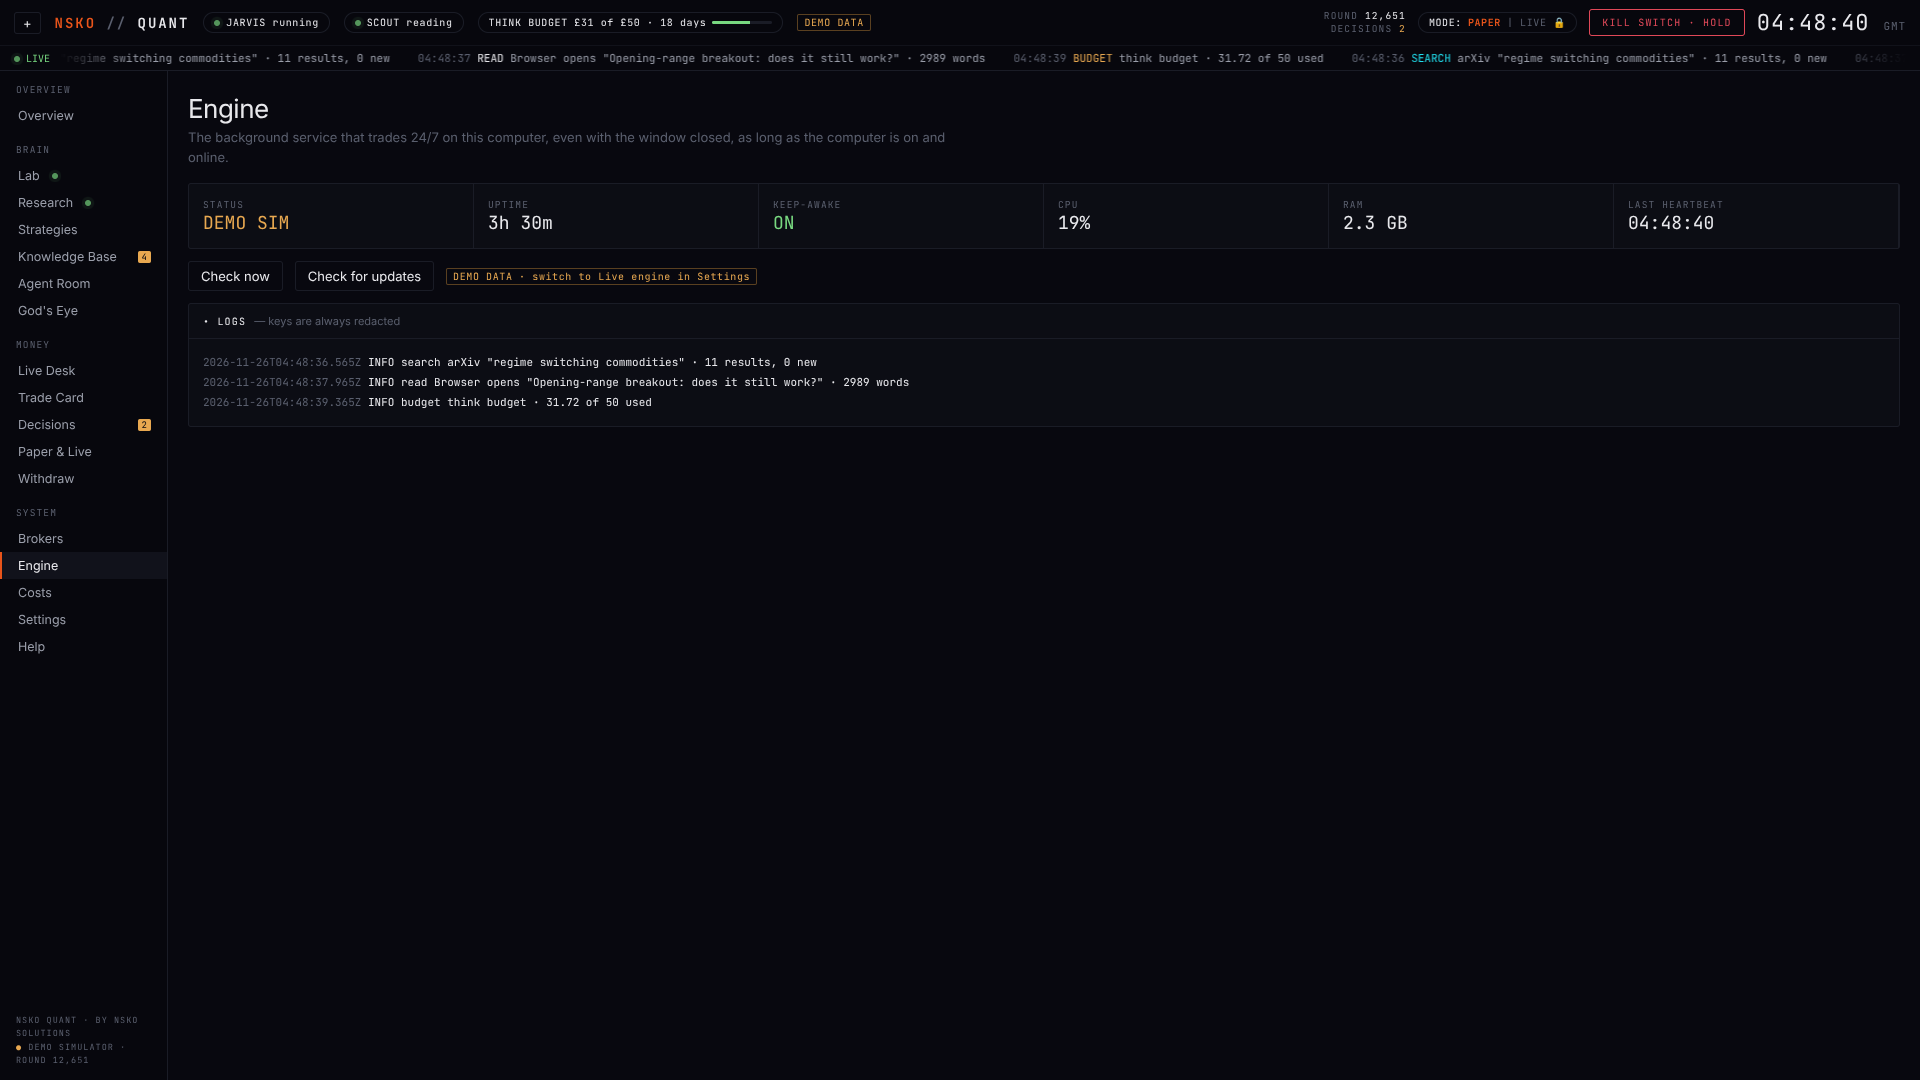 + NSKO // QUANT JARVIS running SCOUT reading THINK BUDGET £31 of £50 · 18 days DEMO DATA ROUND 12,651 DECISIONS 2 MODE: PAPER | LIVE 🔒 KILL SWITCH · HOLD 04:48:40 GMT
LIVE regime switching commodities" · 11 results, 0 new 04:48:37 READ Browser opens "Opening-range breakout: does it still work?" · 2989 words 04:48:39 BUDGET think budget · 31.72 of 50 used 04:48:36 SEARCH arXiv "regime switching commodities" · 11 results, 0 new
OVERVIEW
Overview
BRAIN
Lab
Research
Strategies
Knowledge Base 4
Agent Room
God's Eye
MONEY
Live Desk
Trade Card
Decisions 2
Paper & Live
Withdraw
SYSTEM
Brokers
Engine
Costs
Settings
Help
NSKO QUANT · BY NSKO
SOLUTIONS
DEMO SIMULATOR ·
ROUND 12,651
Engine
The background service that trades 24/7 on this computer, even with the window closed, as long as the computer is on and
online.
STATUS
DEMO SIM
UPTIME
3h 30m
KEEP-AWAKE
ON
CPU
19%
RAM
2.3 GB
LAST HEARTBEAT
04:48:40
Check now Check for updates DEMO DATA · switch to Live engine in Settings
• LOGS — keys are always redacted
2026-11-26T04:48:36.565Z INFO search arXiv "regime switching commodities" · 11 results, 0 new
2026-11-26T04:48:37.965Z INFO read Browser opens "Opening-range breakout: does it still work?" · 2989 words
2026-11-26T04:48:39.365Z INFO budget think budget · 31.72 of 50 used